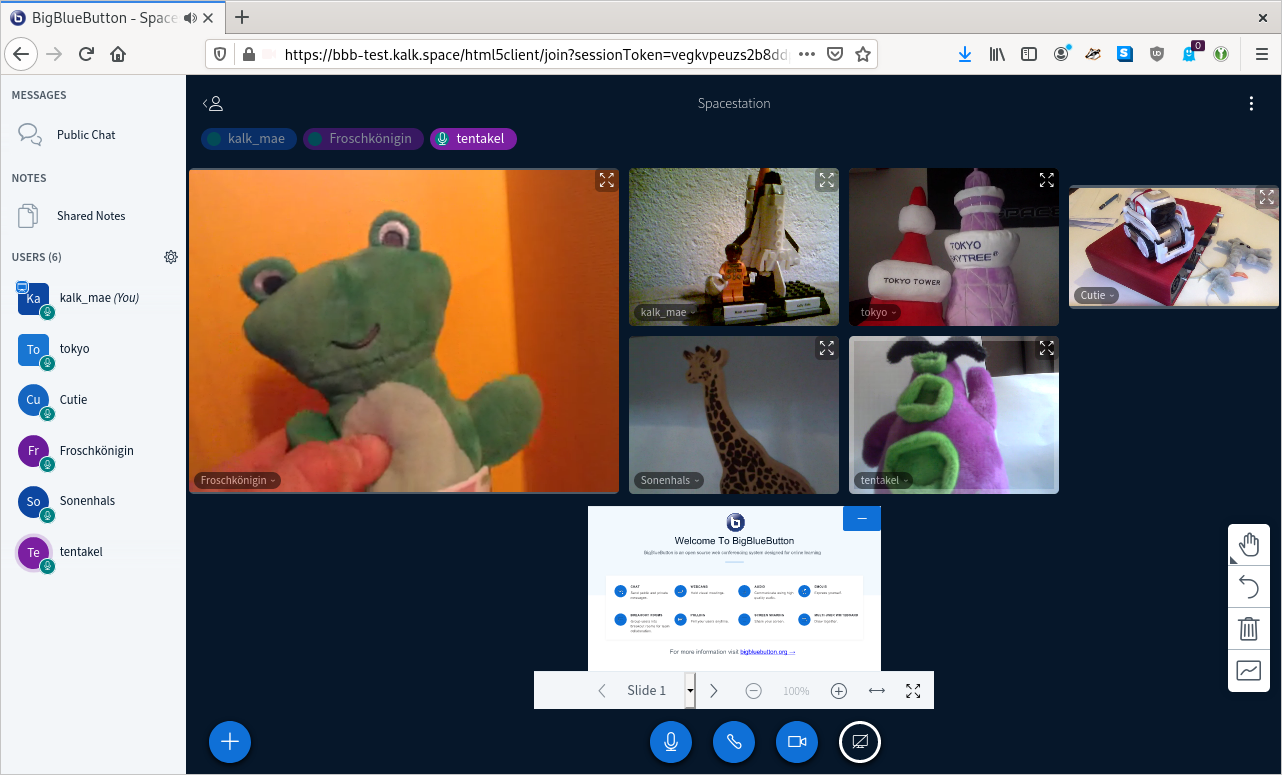 BigBlueButton - Space
https://bbb-test.kalk.space/html5client/join?sessionToken=vegkvpeuzs2b8dd
0
MESSAGES
Public Chat
NOTES
Shared Notes
USERS (6)
Ka kalk_mae (You)
To tokyo
Cu Cutie
Fr Froschkönigin
So Sonenhals
Te tentakel
Spacestation
kalk_mae Froschkönigin tentakel
Froschkönigin
kalk_mae
TOKYO TOWER
TOKYO
SKYTREE
tokyo
Cutie
Sonenhals
tentakel
Welcome To BigBlueButton
BigBlueButton is an open source web conferencing system designed for online learning
CHAT
WEBCAMS
AUDIO
EMOJIS
BREAKOUT ROOMS
POLLING
SCREEN SHARING
MULTI-USER WHITEBOARD
For more information visit bigbluebutton.org →
Slide 1
100%